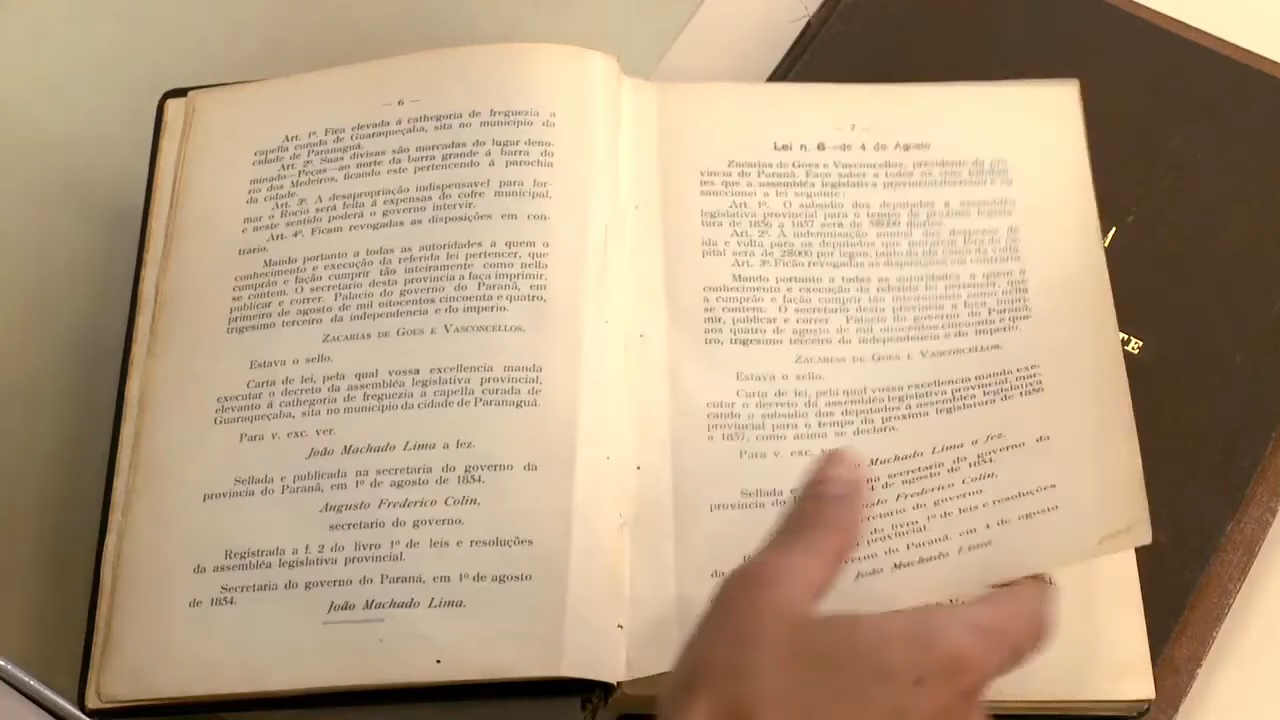 — 6 —
Art. 1º. Fica elevada á cathegoria de freguezia a
capella curada de Guaraqueçaba, sita no municipio da
cidade de Paranaguá.
Art. 2º. Suas divizas são morcadas do lugar deno-
minado—Peças—ao norte da barra grande á barra do
rio dos Medeiros, ficando este pertencendo á parochia
da cidade.
Art. 3º. A desapropriação indispensavel para for-
mar o Rocio será feita á expensas do cofre municipal,
e neste sentido poderá o governo intervir.
Art. 4º. Ficam revogadas as disposições em con-
trario.
Mando portanto a todas as autoridades a quem o
conhecimento e execução da referida lei pertencer, que
cumprão e fação cumprir tão inteiramente como nella
se contem. O secretario desta provincia a faça imprimir,
publicar e correr. Palacio do governo do Paraná, em
primeiro de agosto de mil oitocentos cincoenta e quatro,
trigesimo terceiro da independencia e do imperio.
ZACARIAS DE GOES E VASCONCELLOS.
Estava o sello.
Carta de lei, pela qual vossa excellencia manda
executar o decreto da assembléa legislativa provincial,
elevanto á cathegoria de freguezia a capella curada de
Guaraqueçaba, sita no municipio da cidade de Paranaguá.
Para v. exc. ver.
João Machado Lima a fez.
Sellada e publicada na secretaria do governo da
provincia do Paraná, em 1º de agosto de 1854.
Augusto Frederico Colin,
secretario do governo.
Registrada a f. 2 do livro 1º de leis e resoluções
da assembléa legislativa provincial.
Secretaria do governo do Paraná, em 1º de agosto
de 1854.
João Machado Lima.
— 7 —
Lei n. 6—de 4 de Agosto
Zacarias de Goes e Vasconcellos, presidente da pro-
vincia do Paraná. Faço saber a todos os seus habitan-
tes que a assembléa legislativa provincial decretou e eu
sanccionei a lei seguinte:
Art. 1º. O subsidio dos deputados a assembléa
legislativa provincial para o tempo da proxima legisla-
tura de 1856 a 1857 será de diarios.
Art. 2º. A indemnisação annual das despezas de
ida e volta para os deputados que morarem fóra da ca-
pital será de 2$000 por legua, tanto da ida como da volta.
Art. 3º. Ficão revogadas as disposições em contrario.
Mando portanto a todas as autoridades a quem o
conhecimento e execução da referida lei pertencer, que
a cumprão e fação cumprir tão inteiramente como nella
se contem. O secretario desta provincia a faça impri-
mir, publicar e correr. Palacio do governo do Paraná,
aos quatro de agosto de mil oitocentos cincoenta e qua-
tro, trigesimo terceiro da independencia e do imperio.
ZACARIAS DE GOES E VASCONCELLOS.
Estava o sello.
Carta de lei, pela qual vossa excellencia manda exe-
cutar o decreto da assembléa legislativa provincial, mar-
cando o subsidio dos deputados á assembléa legislativa
provincial para o tempo da proxima legislatura de 1856
a 1857, como acima se declara.
Para v. exc.
Machado Lima a fez.
Sellada e na secretaria do governo da
provincia do 4 de agosto de 1854.
Frederico Colin,
secretario do governo.
do livro 1º de leis e resoluções
da provincial.
do Paraná, em 4 de agosto
João Machado Lima
TE